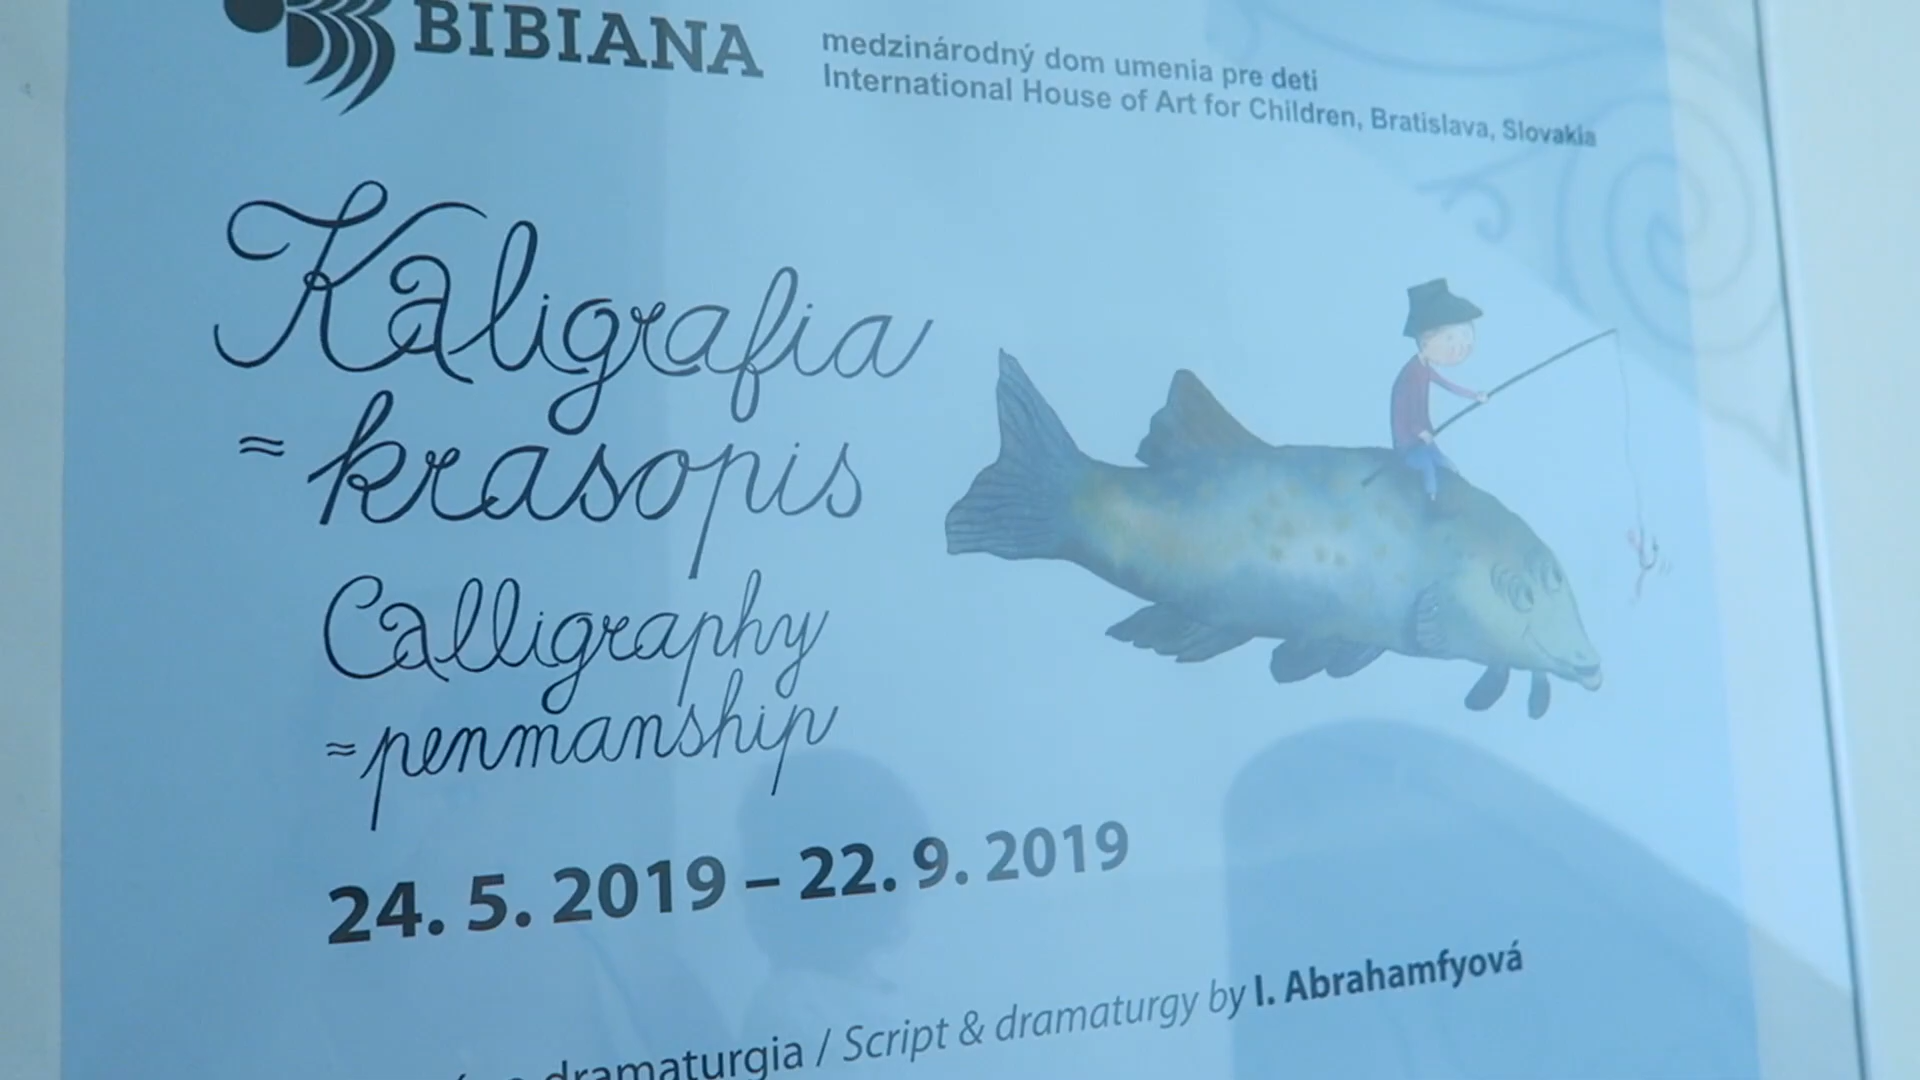 BIBIANA
medzinárodný dom umenia pre deti
International House of Art for Children, Bratislava, Slovakia
Kaligrafia
≈ krasopis
Calligraphy
≈ penmanship
24. 5. 2019 – 22. 9. 2019
dramaturgia / Script & dramaturgy by I. Abrahamfyová